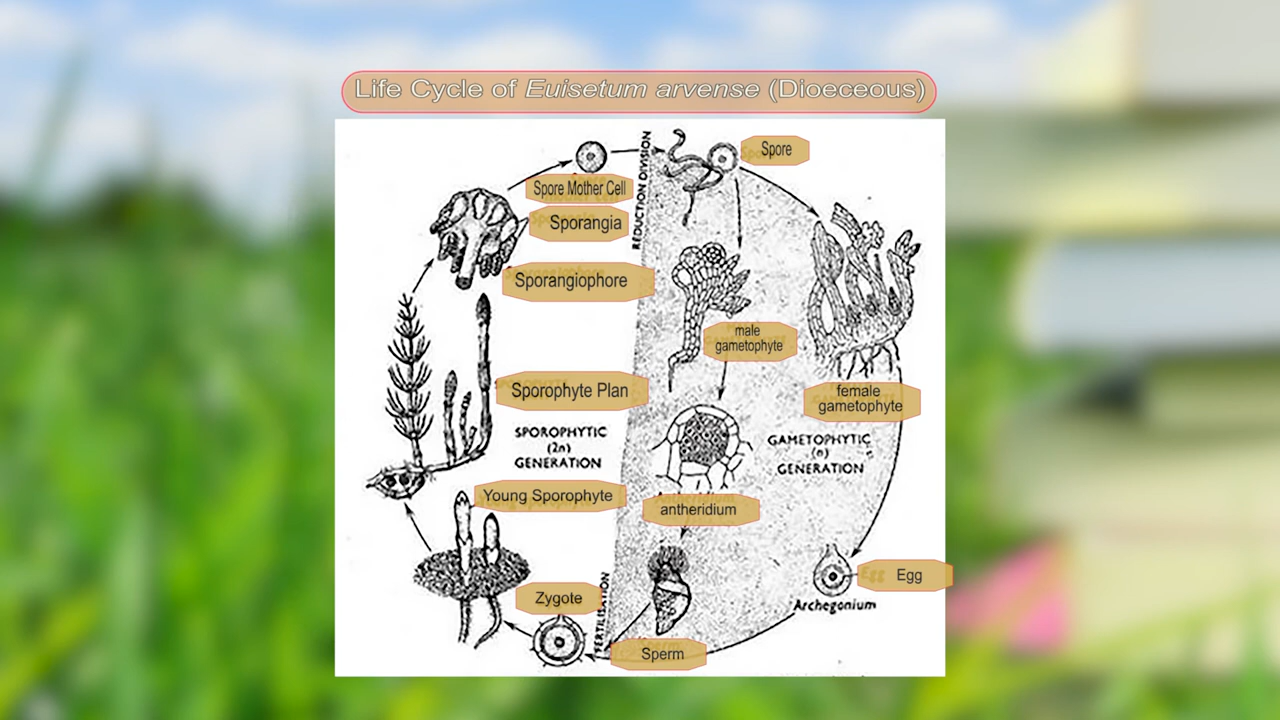 Life Cycle of Euisetum arvense (Dioeceous)
Spore
Spore Mother Cell
Sporangia
REDUCTION DIVISION
Sporangiophore
male
gametophyte
Sporophyte Plan
female
gametophyte
SPOROPHYTIC
(2n)
GENERATION
GAMETOPHYTIC
(n)
GENERATION
Young Sporophyte
antheridium
Egg
Archegonium
Zygote
FERTILISATION
Sperm